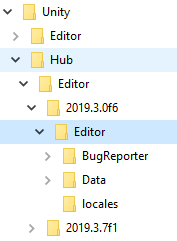 Unity
Editor
Hub
Editor
2019.3.0f6
Editor
BugReporter
Data
locales
2019.3.7f1